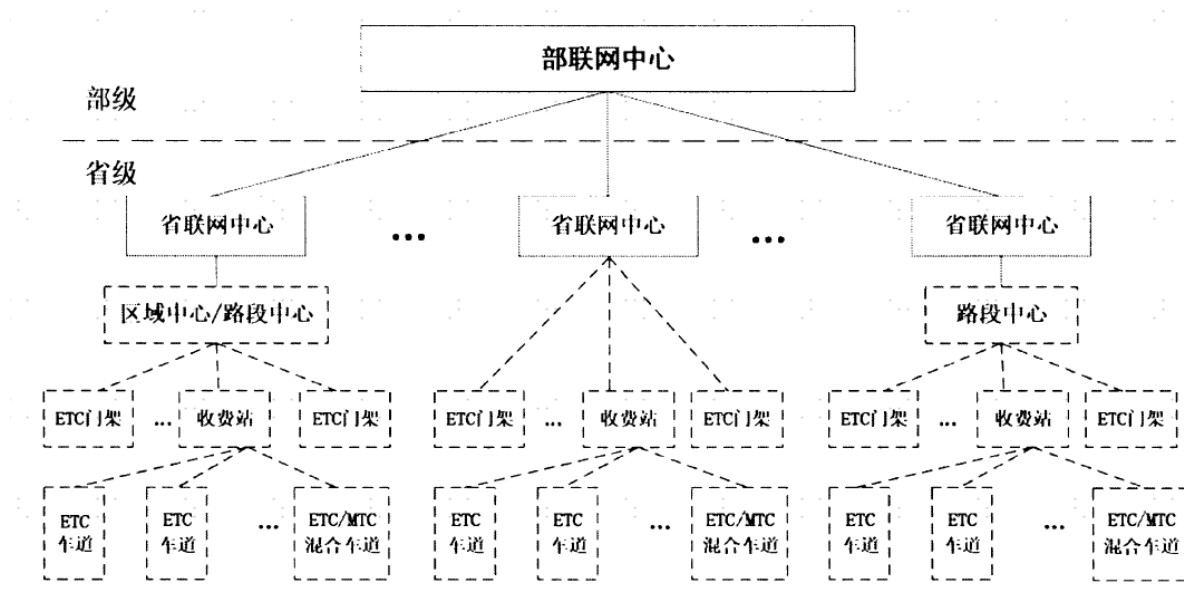 部联网中心
部级
省级
省联网中心 ... 省联网中心 ... 省联网中心
区域中心/路段中心 路段中心
ETC门架 ... 收费站 ETC门架 ETC门架 ... 收费站 ETC门架 ETC门架 ... 收费站 ETC门架
ETC ETC ... ETC/MTC ETC ETC ... ETC/MTC ETC ETC ... ETC/MTC
车道 车道 混合车道 车道 车道 混合车道 车道 车道 混合车道